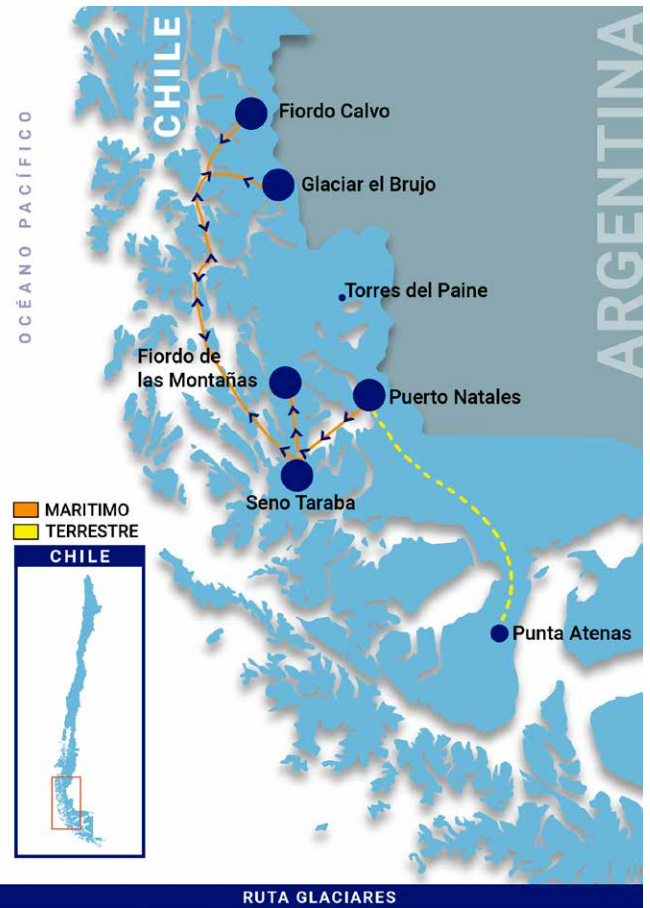 CHILE
ARGENTINA
OCÉANO PACÍFICO
Fiordo Calvo
Glaciar el Brujo
Torres del Paine
Fiordo de
las Montañas
Puerto Natales
Seno Taraba
MARITIMO
TERRESTRE
CHILE
Punta Atenas
RUTA GLACIARES